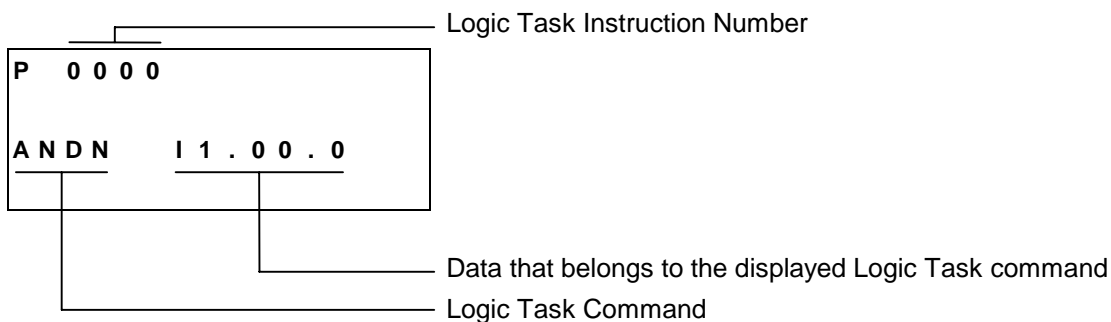 Logic Task Instruction Number
P 0000
ANDN I1.00.0
Data that belongs to the displayed Logic Task command
Logic Task Command